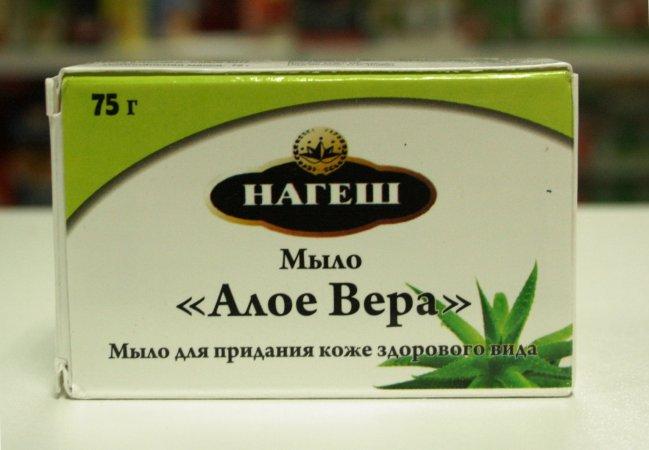 75 г
НАГЕШ
Мыло
«Алое Вера»
Мыло для придания коже здорового вида